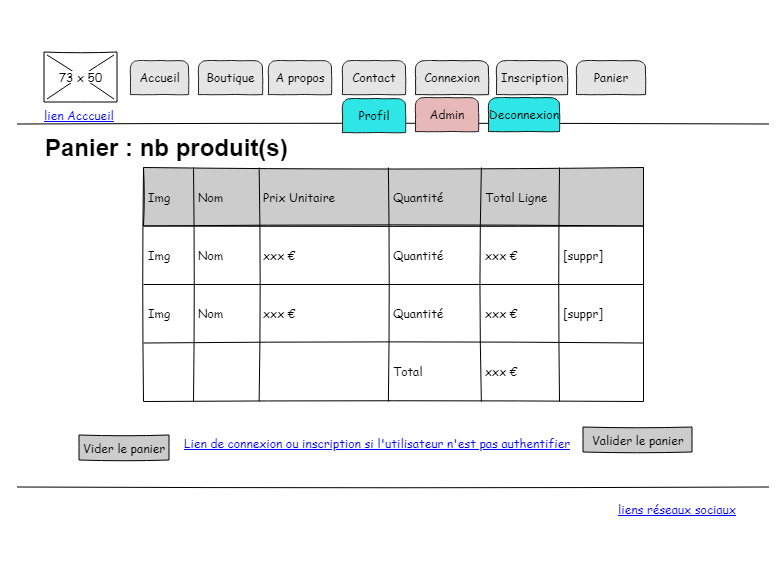 73 x 50
Accueil
Boutique
A propos
Contact
Connexion
Inscription
Panier
lien Acccueil
Profil
Admin
Deconnexion
Panier : nb produit(s)
Img Nom Prix Unitaire Quantité Total Ligne
Img Nom xxx € Quantité xxx € [suppr]
Img Nom xxx € Quantité xxx € [suppr]
Total xxx €
Vider le panier
Lien de connexion ou inscription si l'utilisateur n'est pas authentifier
Valider le panier
liens réseaux sociaux